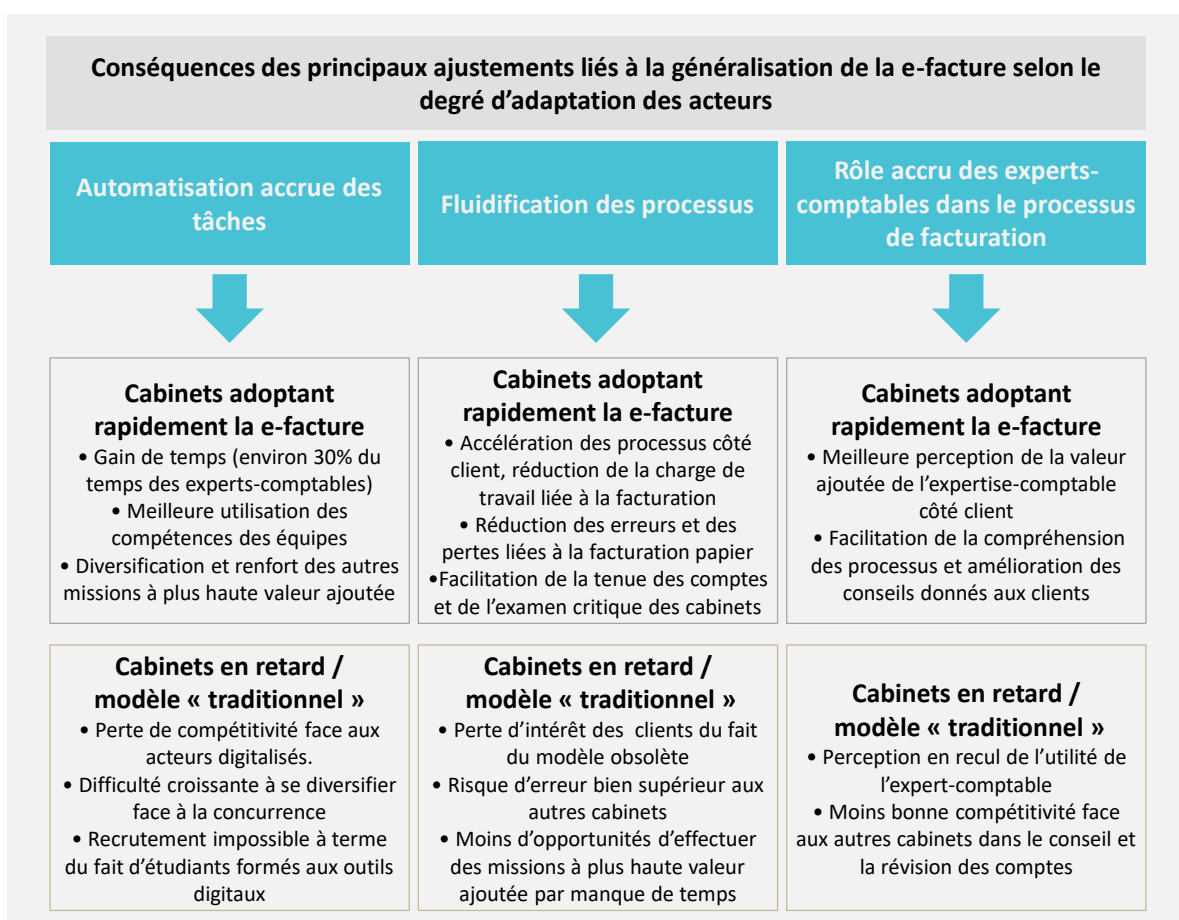 Conséquences des principaux ajustements liés à la généralisation de la e-facture selon le
degré d’adaptation des acteurs
Automatisation accrue des
tâches
Fluidification des processus
Rôle accru des experts-
comptables dans le processus
de facturation
Cabinets adoptant
rapidement la e-facture
• Gain de temps (environ 30% du
temps des experts-comptables)
• Meilleure utilisation des
compétences des équipes
• Diversification et renfort des autres
missions à plus haute valeur ajoutée
Cabinets adoptant
rapidement la e-facture
• Accélération des processus côté
client, réduction de la charge de
travail liée à la facturation
• Réduction des erreurs et des
pertes liées à la facturation papier
•Facilitation de la tenue des comptes
et de l’examen critique des cabinets
Cabinets adoptant
rapidement la e-facture
• Meilleure perception de la valeur
ajoutée de l’expertise-comptable
côté client
• Facilitation de la compréhension
des processus et amélioration des
conseils donnés aux clients
Cabinets en retard /
modèle « traditionnel »
• Perte de compétitivité face aux
acteurs digitalisés.
• Difficulté croissante à se diversifier
face à la concurrence
• Recrutement impossible à terme
du fait d’étudiants formés aux outils
digitaux
Cabinets en retard /
modèle « traditionnel »
• Perte d’intérêt des clients du fait
du modèle obsolète
• Risque d’erreur bien supérieur aux
autres cabinets
• Moins d’opportunités d’effectuer
des missions à plus haute valeur
ajoutée par manque de temps
Cabinets en retard /
modèle « traditionnel »
• Perception en recul de l’utilité de
l’expert-comptable
• Moins bonne compétitivité face
aux autres cabinets dans le conseil et
la révision des comptes